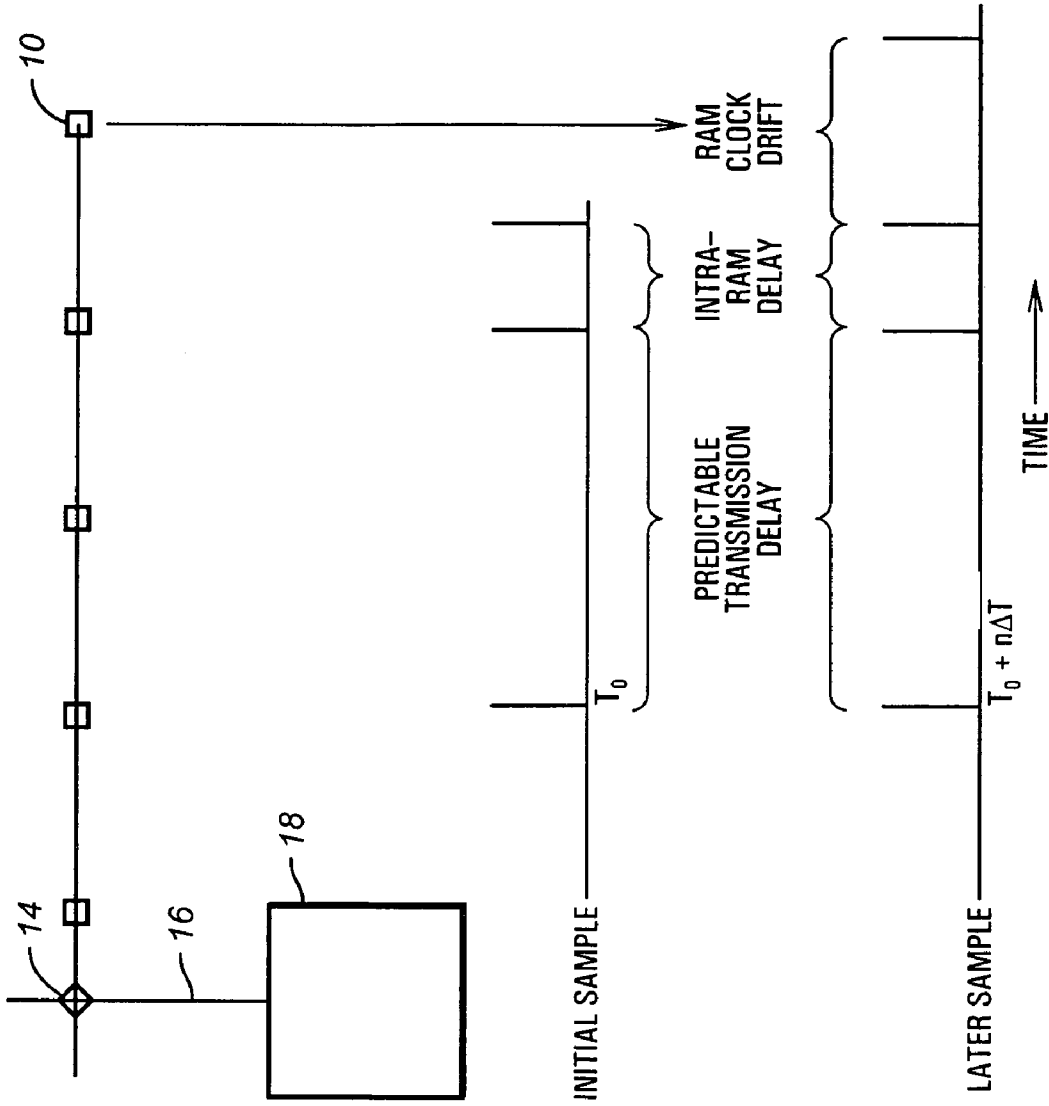 10
14
16
18
INITIAL SAMPLE
T₀
PREDICTABLE
TRANSMISSION
DELAY
INTRA-
RAM
DELAY
RAM
CLOCK
DRIFT
LATER SAMPLE
T₀ + nΔT
TIME